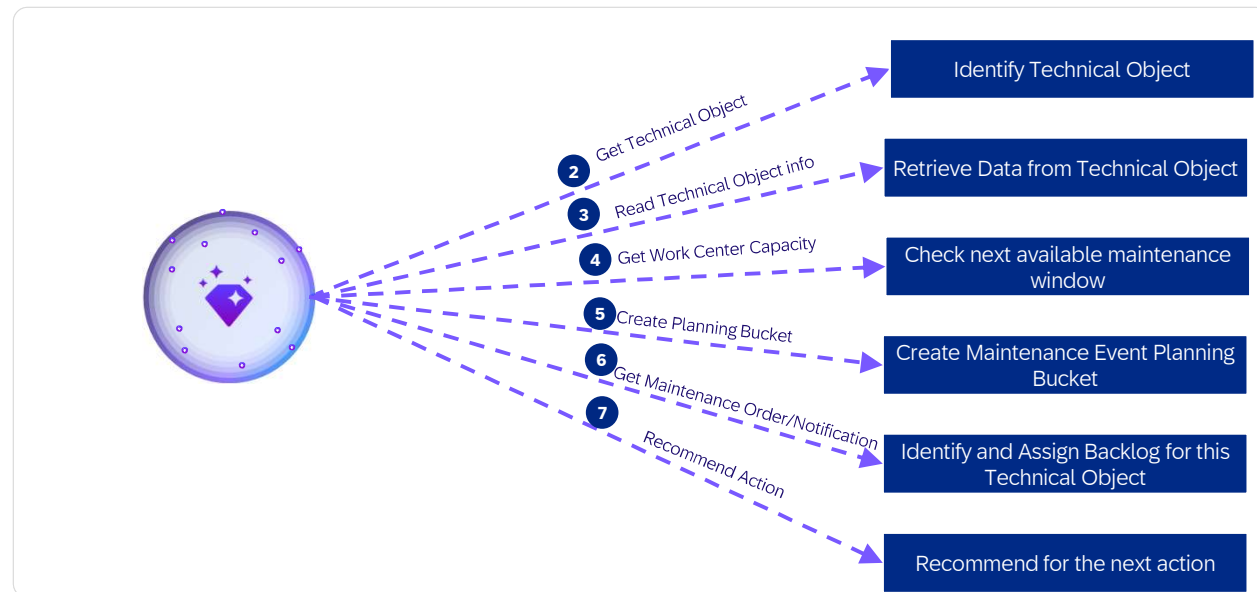 Identify Technical Object
Get Technical Object
2
Retrieve Data from Technical Object
Read Technical Object info
3
Check next available maintenance
window
Get Work Center Capacity
4
Create Maintenance Event Planning
Bucket
Create Planning Bucket
5
Get Maintenance Order/Notification
6
Identify and Assign Backlog for this
Technical Object
Recommend Action
7
Recommend for the next action